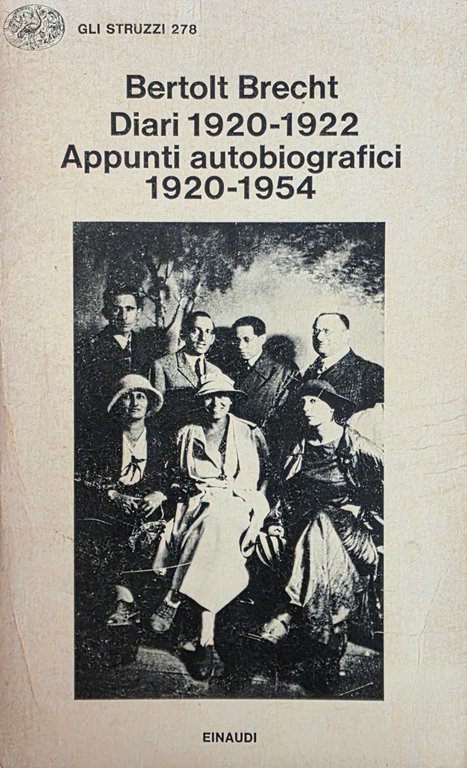 GLI STRUZZI 278
Bertolt Brecht
Diari 1920-1922
Appunti autobiografici
1920-1954
EINAUDI